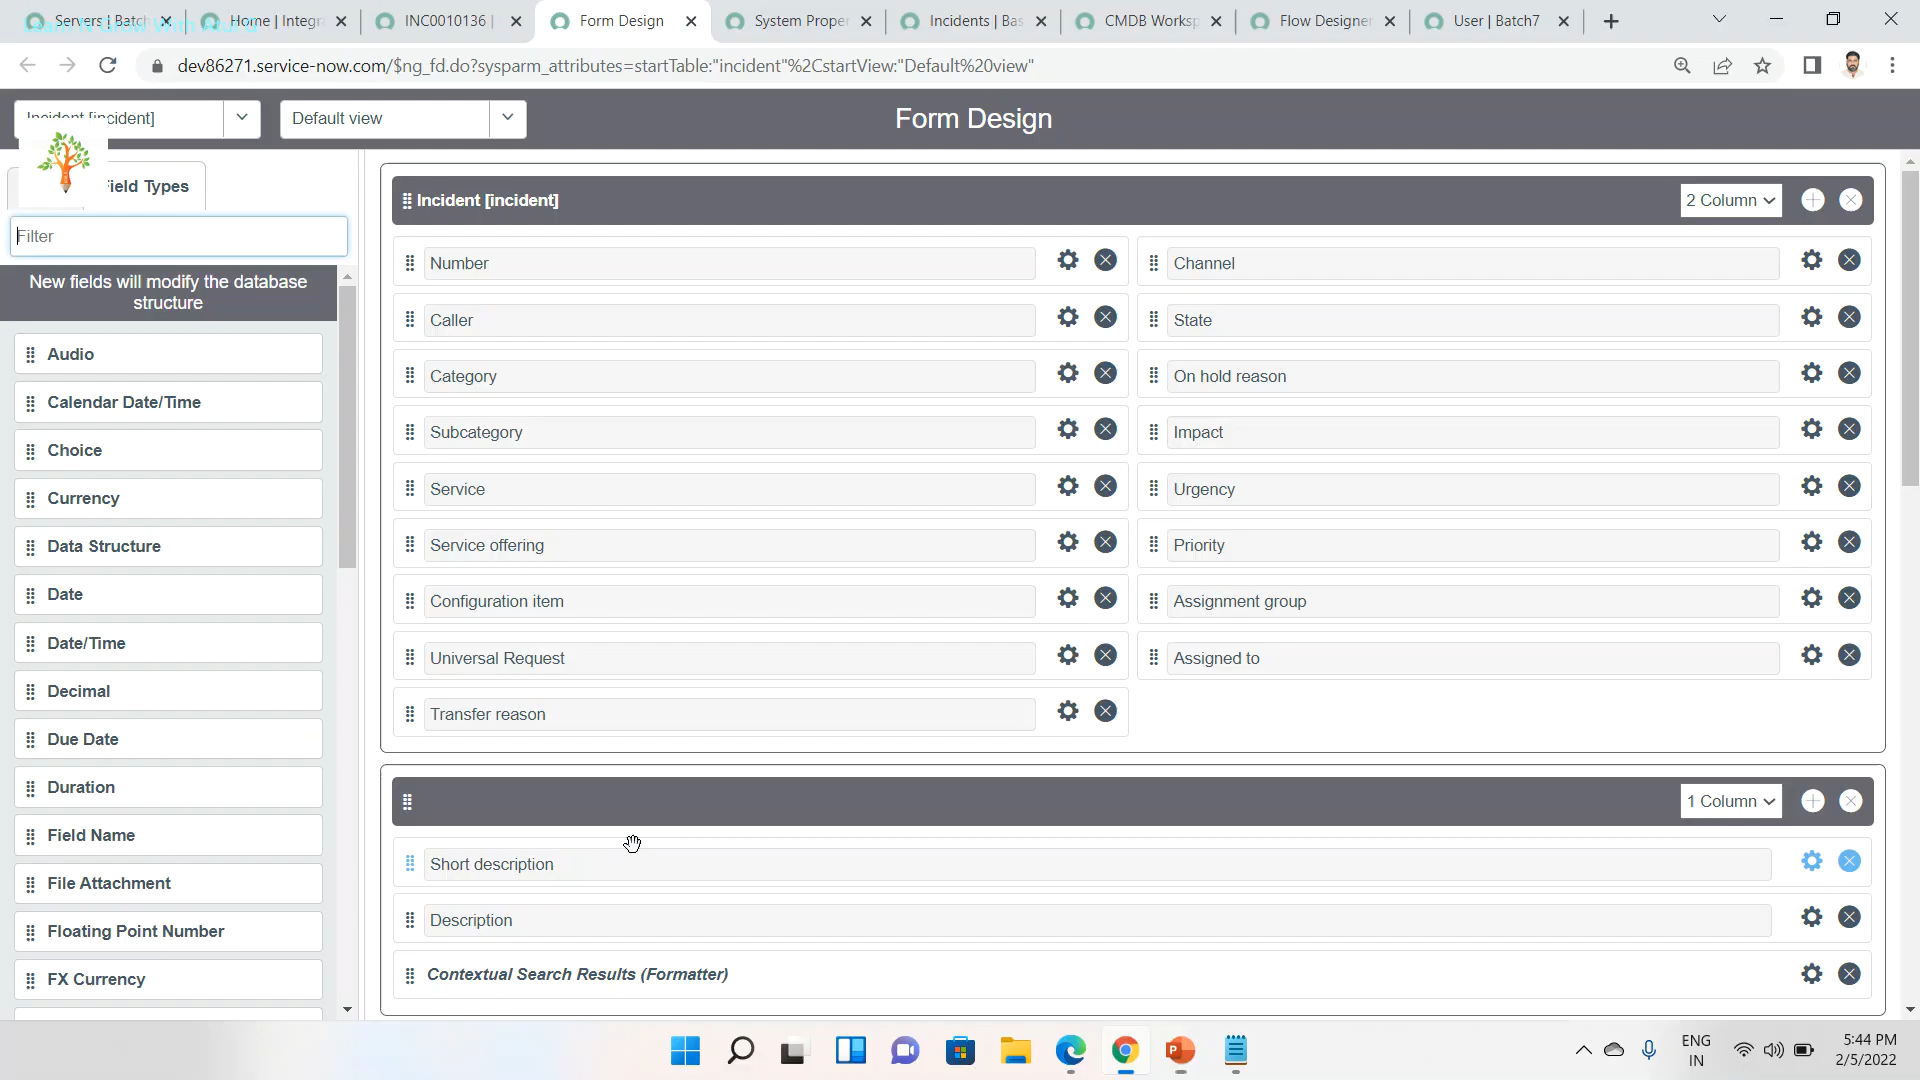 Servers | Batch
Home | Integra
INC0010136 |
Form Design
System Proper
Incidents | Bas
CMDB Worksp
Flow Designer
User | Batch7
dev86271.service-now.com/$ng_fd.do?sysparm_attributes=startTable:"incident"%2CstartView:"Default%20view"
Incident [incident]
Default view
Form Design
Field Types
Filter
New fields will modify the database
structure
Audio
Calendar Date/Time
Choice
Currency
Data Structure
Date
Date/Time
Decimal
Due Date
Duration
Field Name
File Attachment
Floating Point Number
FX Currency
Incident [incident]
2 Column
Number
Channel
Caller
State
Category
On hold reason
Subcategory
Impact
Service
Urgency
Service offering
Priority
Configuration item
Assignment group
Universal Request
Assigned to
Transfer reason
1 Column
Short description
Description
Contextual Search Results (Formatter)
ENG
IN
5:44 PM
2/5/2022